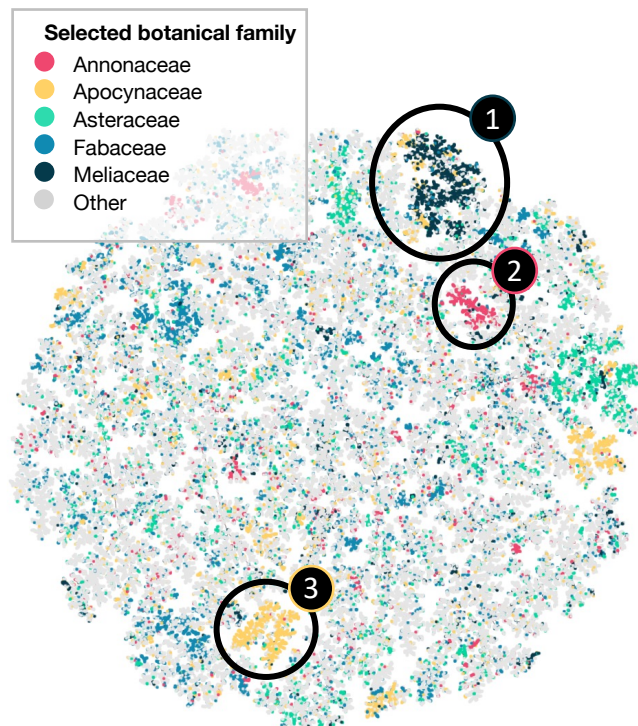 Selected botanical family
Annonaceae
Apocynaceae
Asteraceae
Fabaceae
Meliaceae
Other
1
2
3